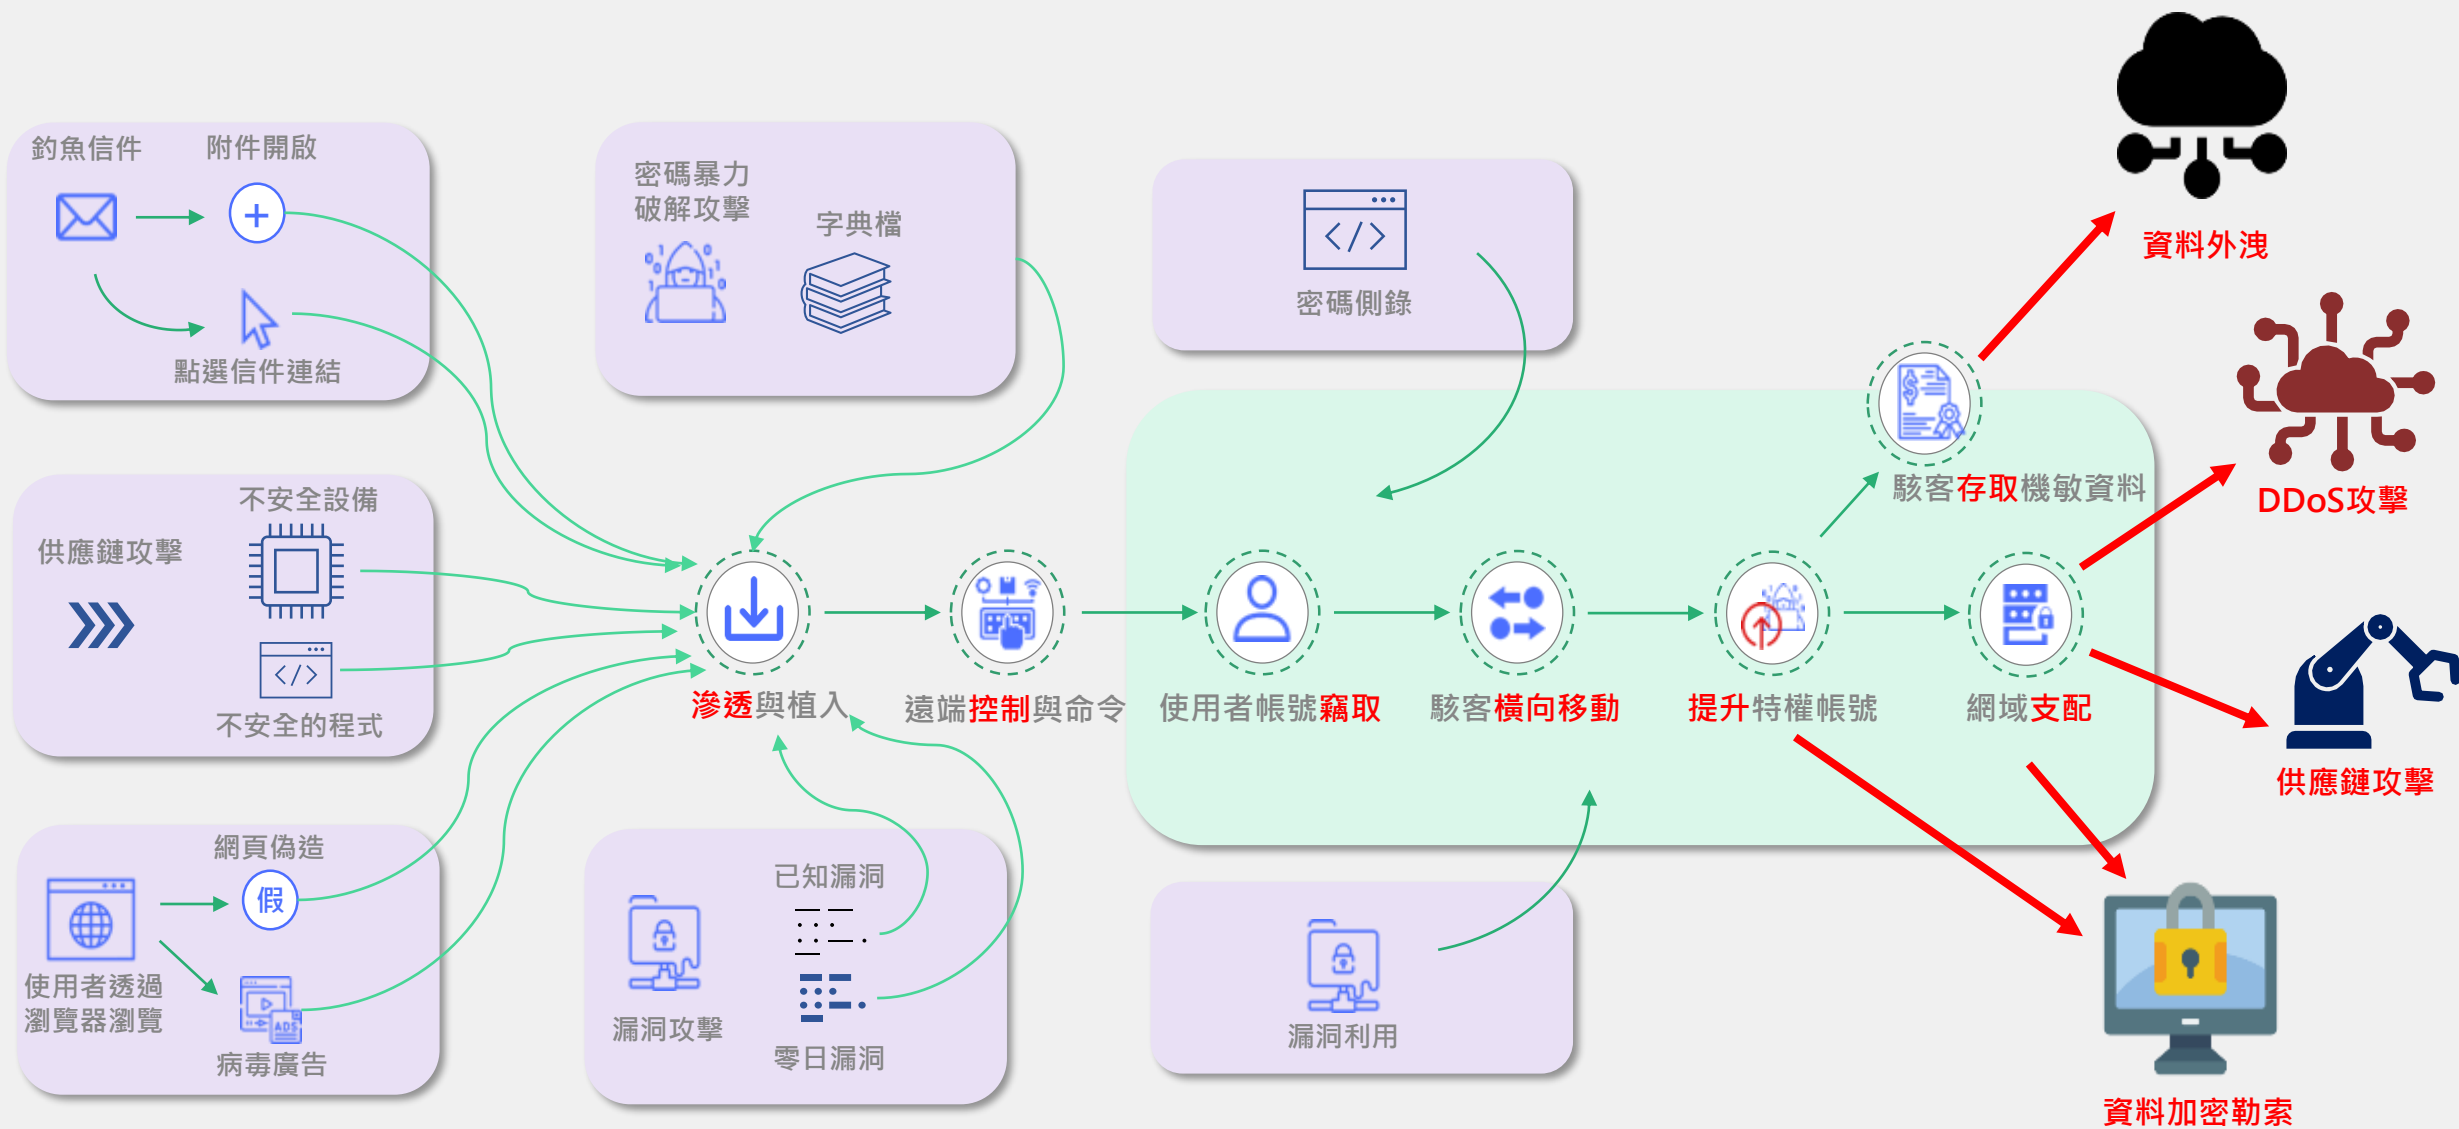 釣魚信件
附件開啟
點選信件連結
密碼暴力
破解攻擊
字典檔
密碼側錄
資料外洩
DDoS攻擊
供應鏈攻擊
不安全設備
不安全的程式
滲透與植入
遠端控制與命令
使用者帳號竊取
駭客橫向移動
提升特權帳號
駭客存取機敏資料
網域支配
供應鏈攻擊
網頁偽造
假
使用者透過
瀏覽器瀏覽
ADS
病毒廣告
已知漏洞
漏洞攻擊
零日漏洞
漏洞利用
資料加密勒索